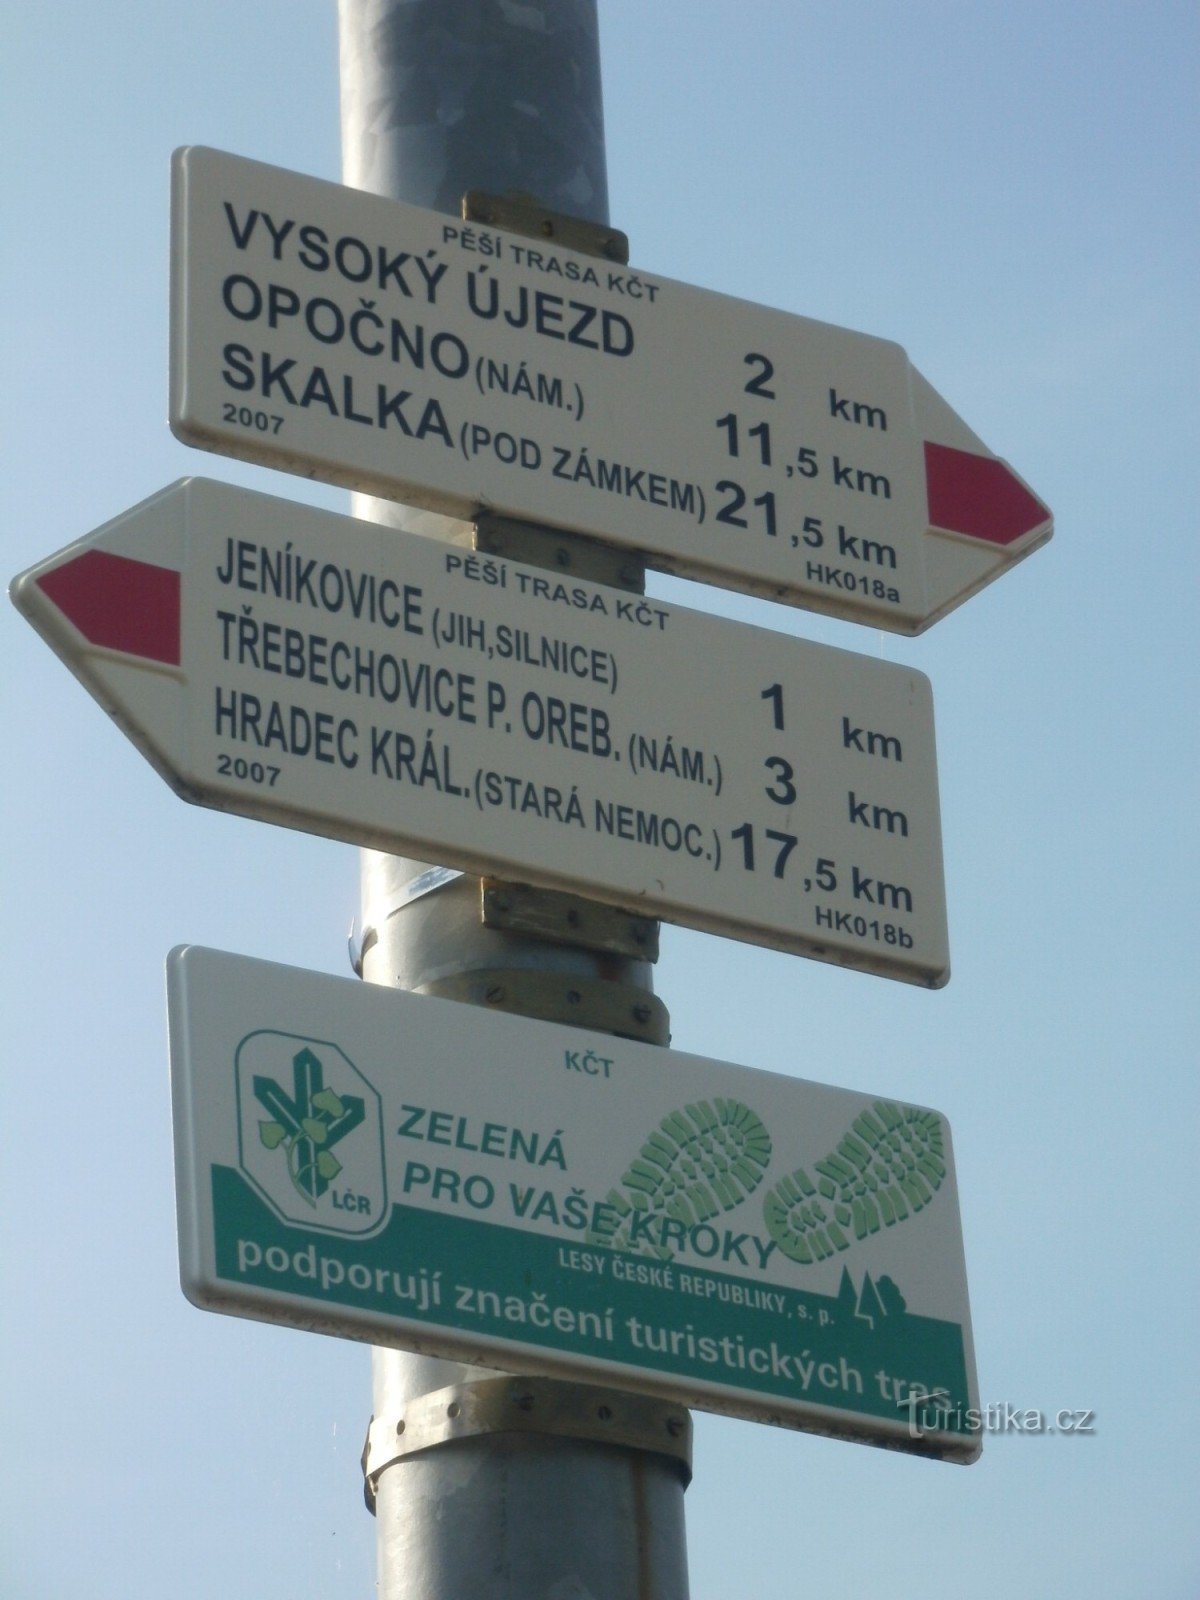 PĚŠÍ TRASA KČT
VYSOKÝ ÚJEZD 2 km
OPOČNO (NÁM.) 11,5 km
SKALKA (POD ZÁMKEM) 21,5 km
2007 HK018a
PĚŠÍ TRASA KČT
JENÍKOVICE (JIH,SILNICE) 1 km
TŘEBECHOVICE P. OREB. (NÁM.) 3 km
HRADEC KRÁL. (STARÁ NEMOC.) 17,5 km
2007 HK018b
KČT
ZELENÁ
PRO VAŠE KROKY
LČR
LESY ČESKÉ REPUBLIKY, s. p.
podporují značení turistických tras
Turistika.cz